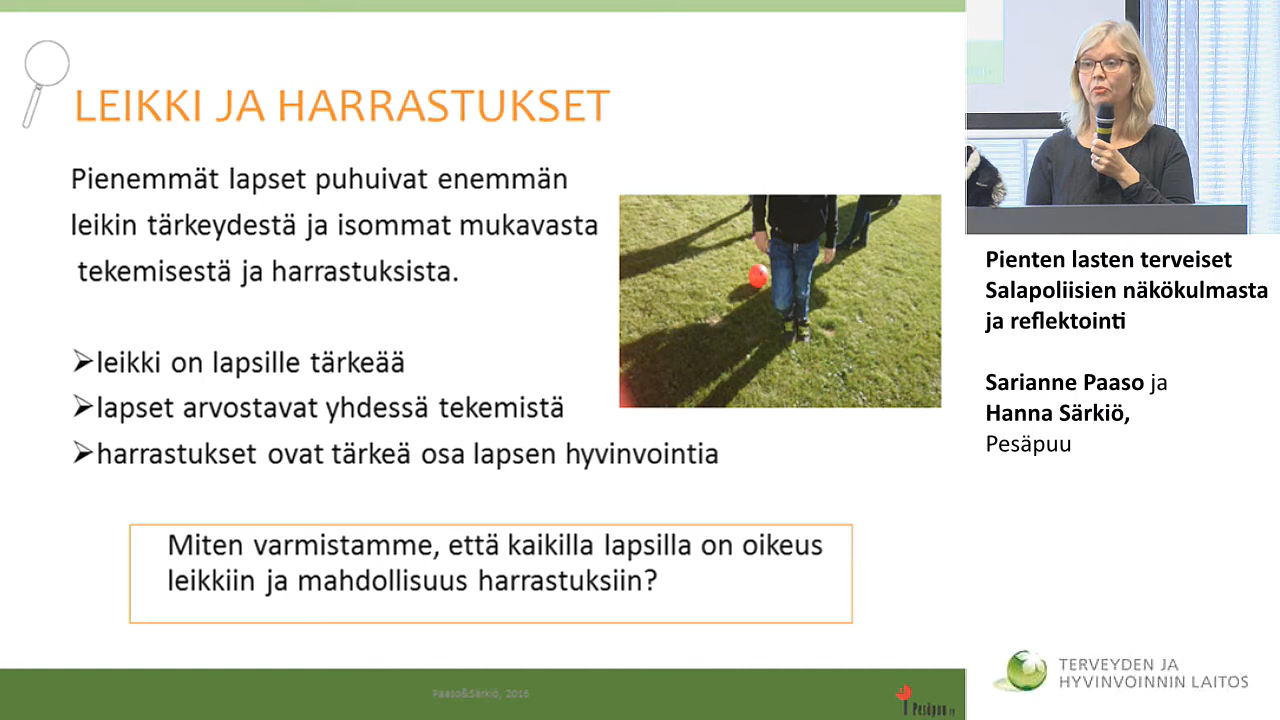 LEIKKI JA HARRASTUKSET
Pienemmät lapset puhuivat enemmän
leikin tärkeydestä ja isommat mukavasta
tekemisestä ja harrastuksista.
➢leikki on lapsille tärkeää
➢lapset arvostavat yhdessä tekemistä
➢harrastukset ovat tärkeä osa lapsen hyvinvointia
Miten varmistamme, että kaikilla lapsilla on oikeus
leikkiin ja mahdollisuus harrastuksiin?
Paaso&Särkiö, 2016
Pesäpuu ry
Pienten lasten terveiset
Salapoliisien näkökulmasta
ja reflektointi
Sarianne Paaso ja
Hanna Särkiö,
Pesäpuu
TERVEYDEN JA
HYVINVOINNIN LAITOS